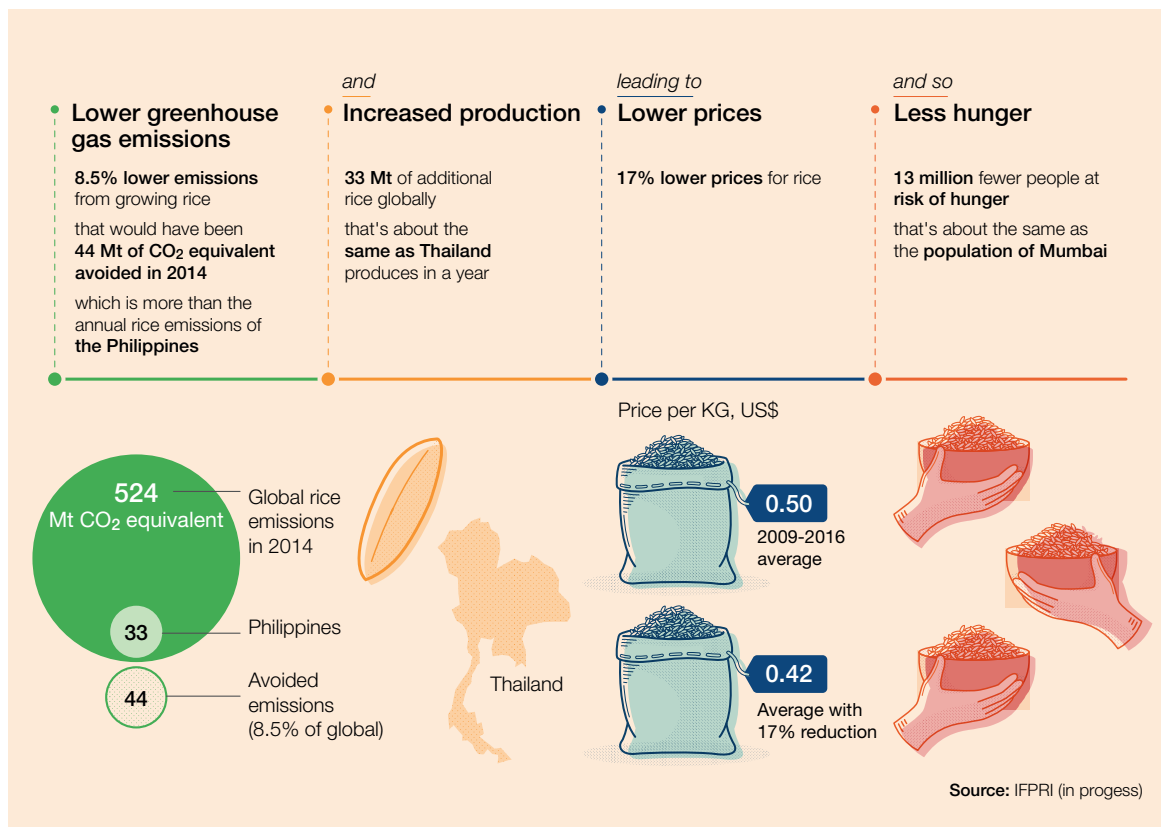 Lower greenhouse
gas emissions
8.5% lower emissions
from growing rice
that would have been
44 Mt of CO₂ equivalent
avoided in 2014
which is more than the
annual rice emissions of
the Philippines
and
Increased production
33 Mt of additional
rice globally
that's about the
same as Thailand
produces in a year
leading to
Lower prices
17% lower prices for rice
and so
Less hunger
13 million fewer people at
risk of hunger
that's about the same as
the population of Mumbai
524
Mt CO₂ equivalent
Global rice
emissions
in 2014
33
Philippines
44
Avoided
emissions
(8.5% of global)
Thailand
Price per KG, US$
0.50
2009-2016
average
0.42
Average with
17% reduction
Source: IFPRI (in progess)